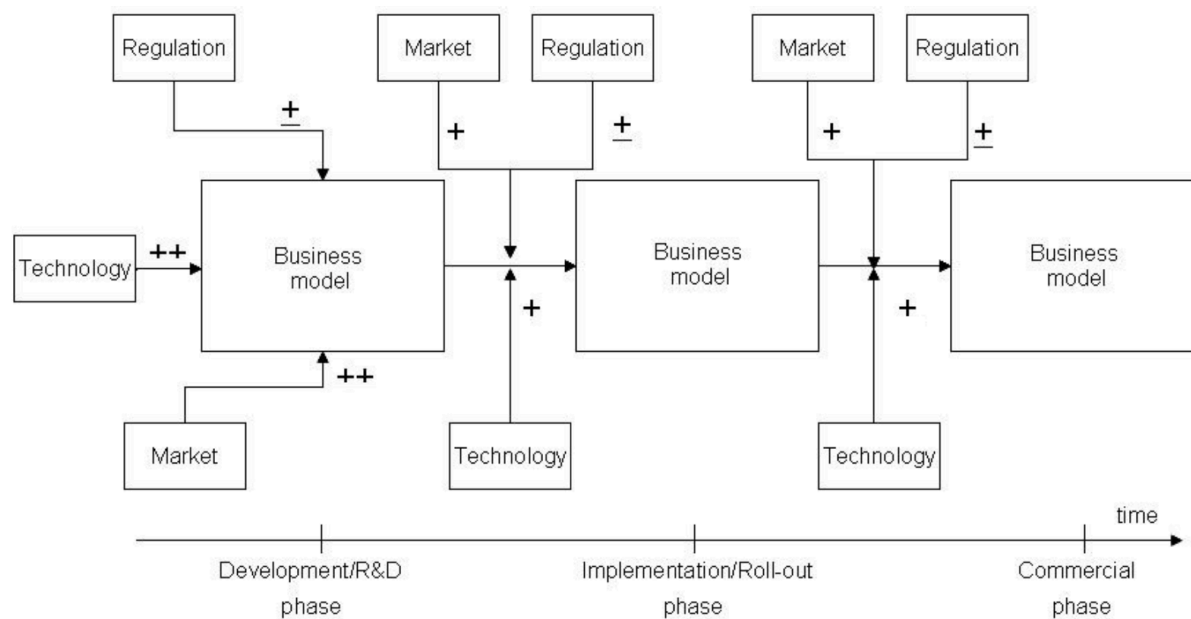 Regulation
Market
Regulation
Market
Regulation
±
+
±
+
±
Technology
++
Business
model
Business
model
Business
model
+
+
++
Market
Technology
Technology
time
Development/R&D
phase
Implementation/Roll-out
phase
Commercial
phase